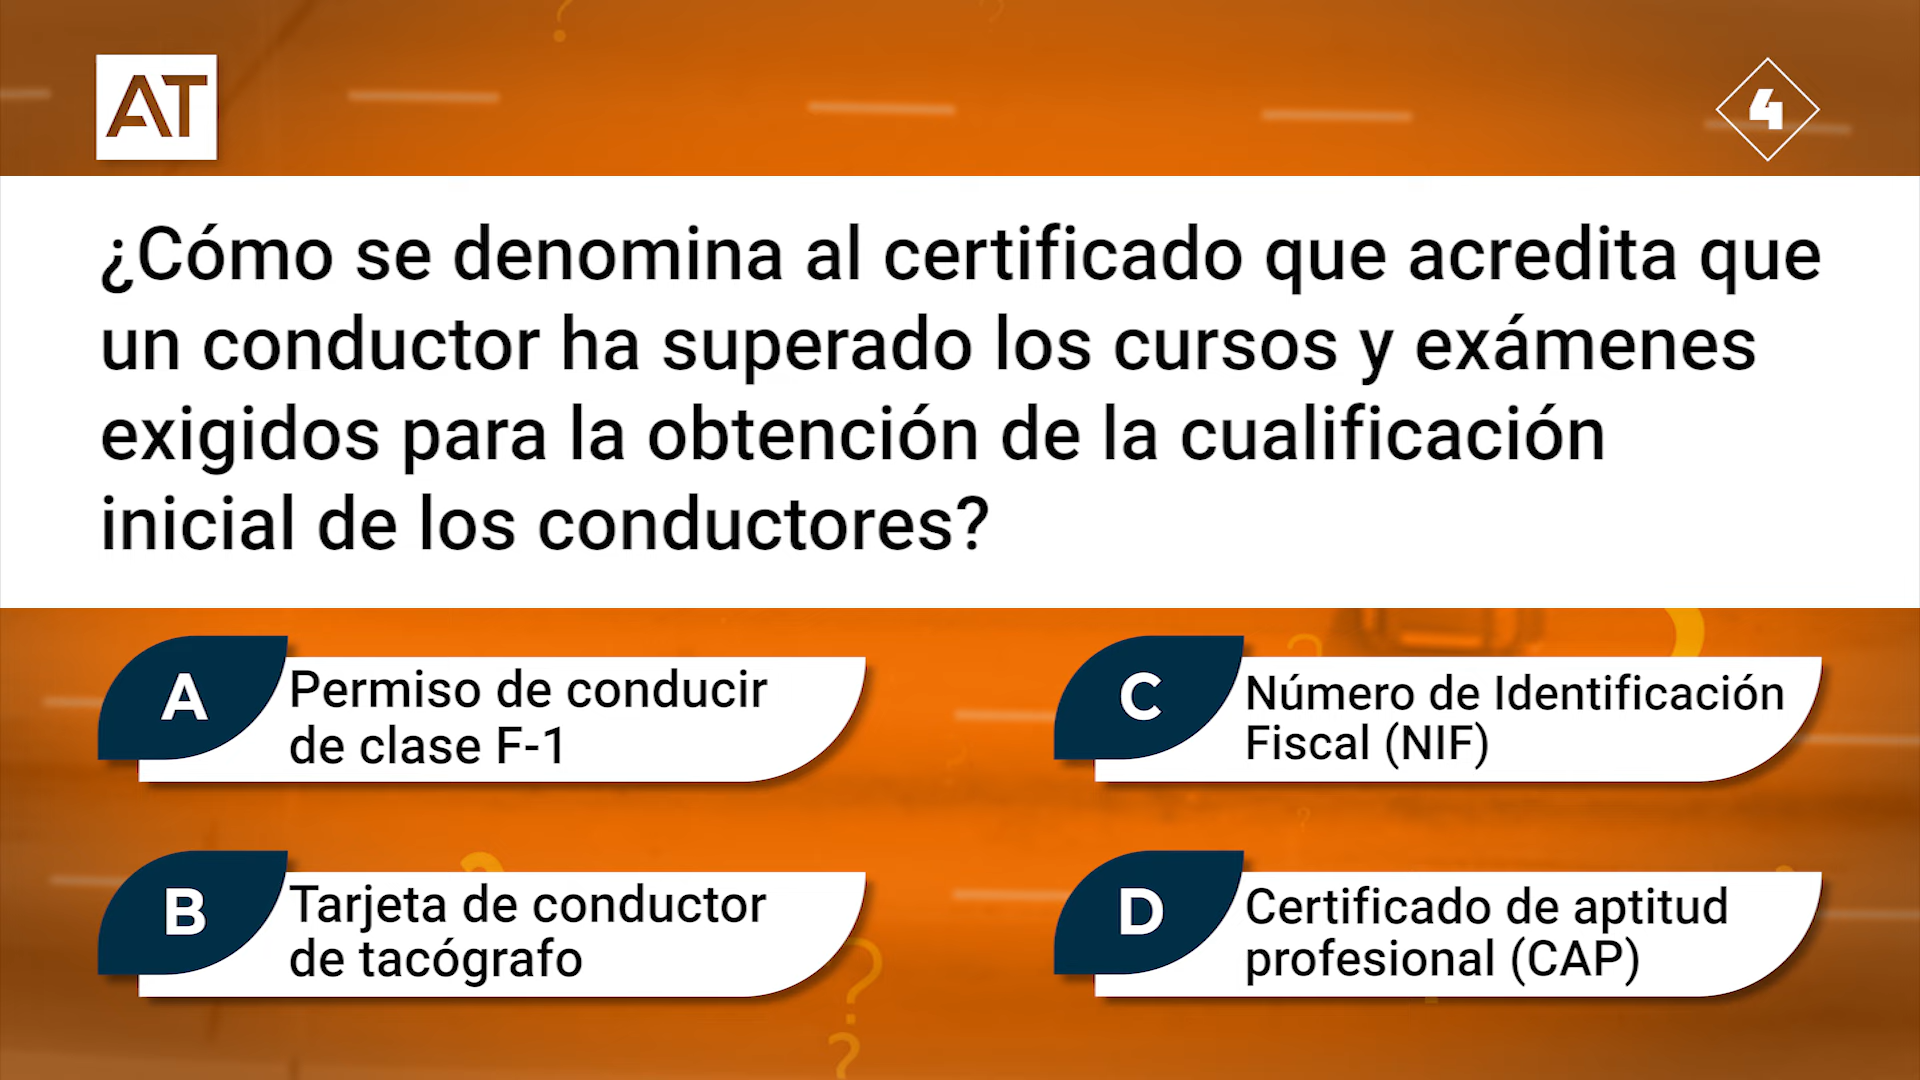 AT
4
¿Cómo se denomina al certificado que acredita que
un conductor ha superado los cursos y exámenes
exigidos para la obtención de la cualificación
inicial de los conductores?
A
Permiso de conducir
de clase F-1
B
Tarjeta de conductor
de tacógrafo
C
Número de Identificación
Fiscal (NIF)
D
Certificado de aptitud
profesional (CAP)